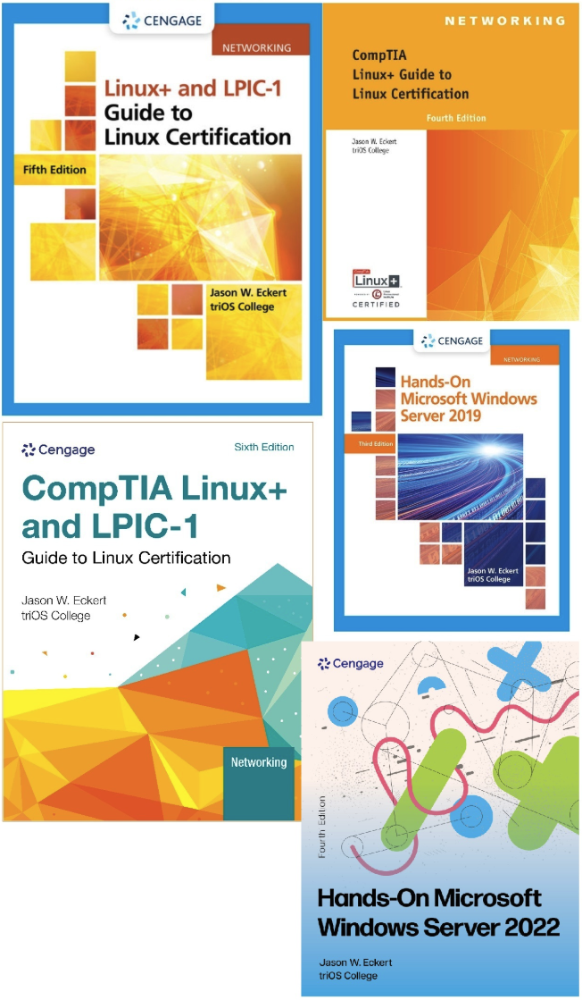 CENGAGE
NETWORKING
Linux+ and LPIC-1
Guide to
Linux Certification
Fifth Edition
Jason W. Eckert
triOS College
NETWORKING
CompTIA
Linux+ Guide to
Linux Certification
Fourth Edition
Jason W. Eckert
triOS College
CompTIA
Linux+
CERTIFIED
CENGAGE
NETWORKING
Hands-On
Microsoft Windows
Server 2019
Third Edition
Jason W. Eckert
triOS College
Cengage
Sixth Edition
CompTIA Linux+
and LPIC-1
Guide to Linux Certification
Jason W. Eckert
triOS College
Networking
Cengage
Fourth Edition
Hands-On Microsoft
Windows Server 2022
Jason W. Eckert
triOS College